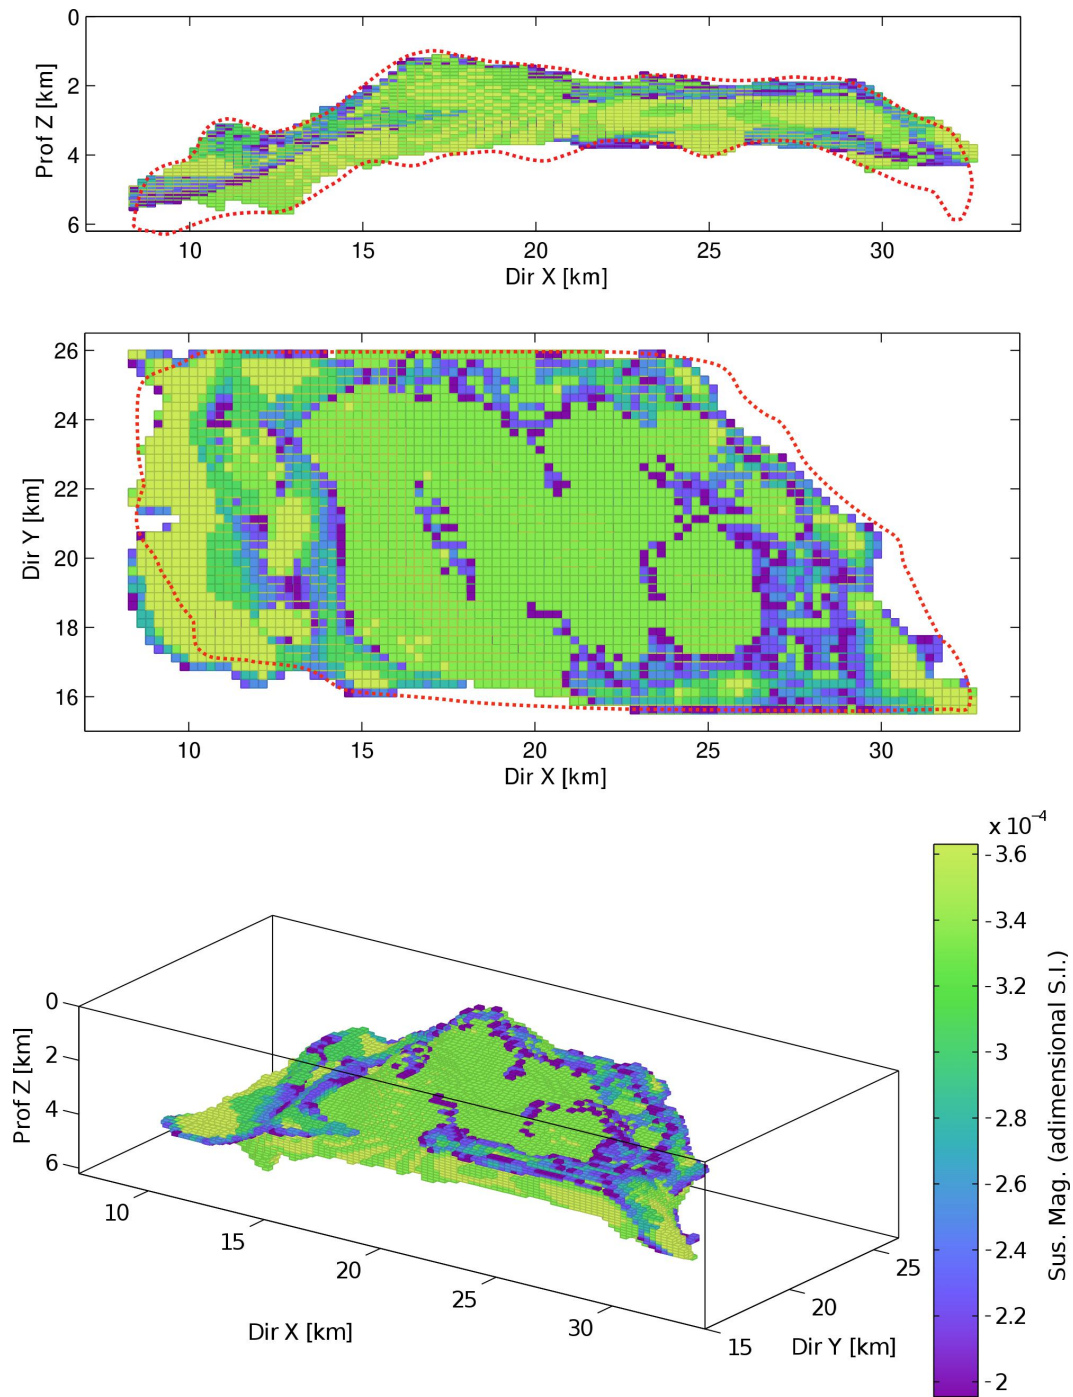 0
2
4
6
Prof Z [km]
10 15 20 25 30
Dir X [km]
26
24
22
20
18
16
Dir Y [km]
10 15 20 25 30
Dir X [km]
x 10⁻⁴
3.6
3.4
3.2
3
2.8
2.6
2.4
2.2
2
Sus. Mag. (adimensional S.I.)
0
2
4
6
Prof Z [km]
10
15
20
25
30
Dir X [km]
15
20
25
Dir Y [km]